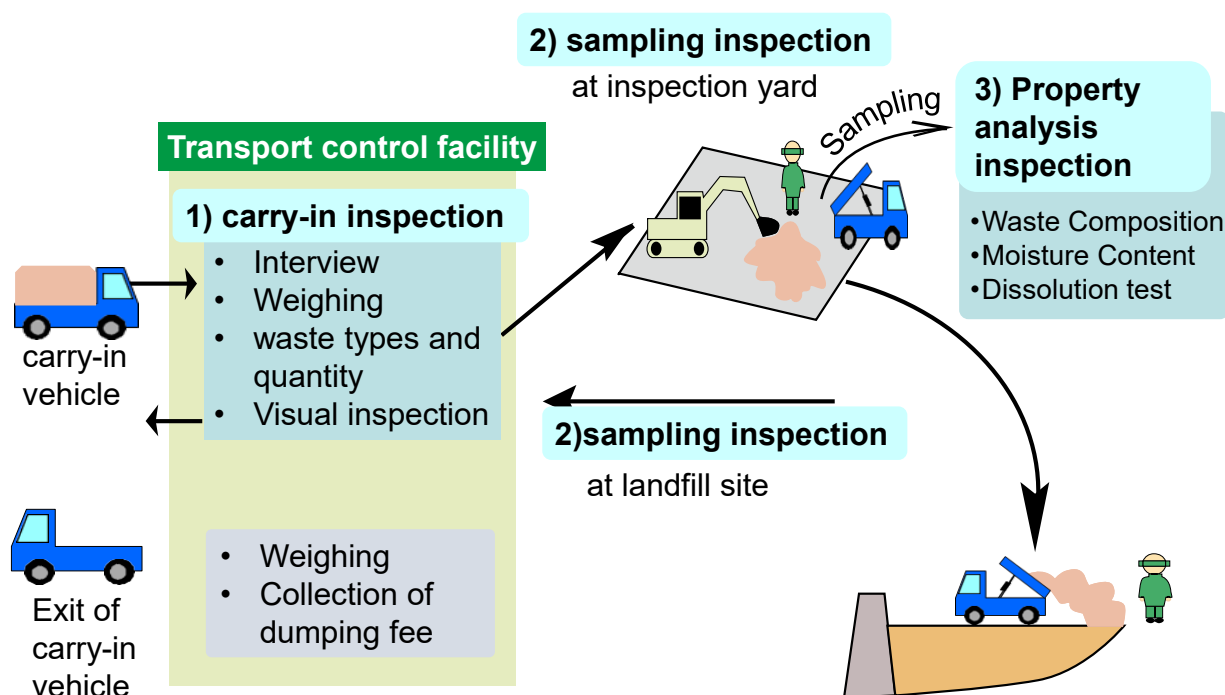 2) sampling inspection
at inspection yard
Sampling
3) Property
analysis
inspection
•Waste Composition
•Moisture Content
•Dissolution test
Transport control facility
1) carry-in inspection
• Interview
• Weighing
• waste types and
quantity
• Visual inspection
carry-in
vehicle
2)sampling inspection
at landfill site
• Weighing
• Collection of
dumping fee
Exit of
carry-in
vehicle